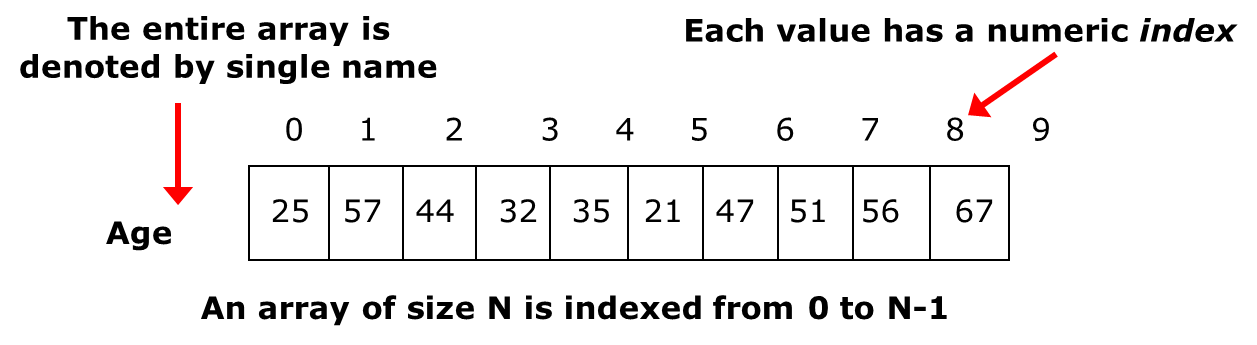 The entire array is
denoted by single name
Each value has a numeric index
0 1 2 3 4 5 6 7 8 9
25 57 44 32 35 21 47 51 56 67
Age
An array of size N is indexed from 0 to N-1